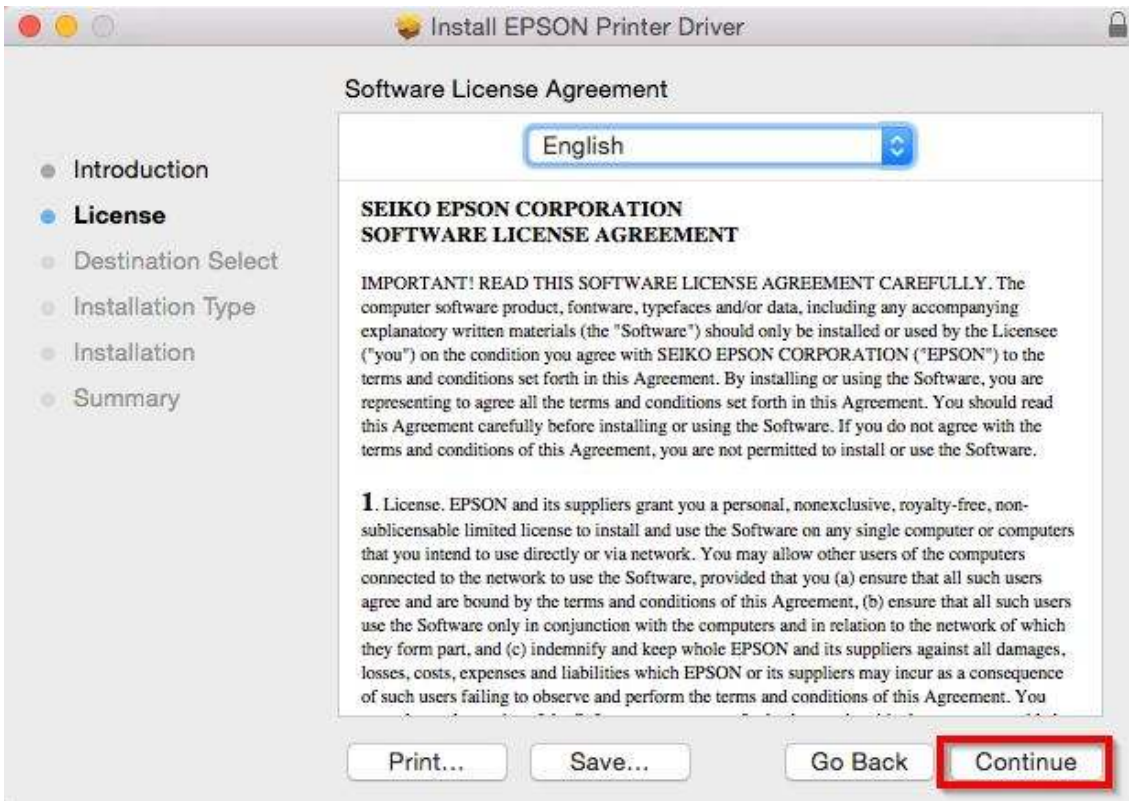 Install EPSON Printer Driver
Software License Agreement
English
Introduction
License
Destination Select
Installation Type
Installation
Summary
SEIKO EPSON CORPORATION
SOFTWARE LICENSE AGREEMENT
IMPORTANT! READ THIS SOFTWARE LICENSE AGREEMENT CAREFULLY. The
computer software product, fontware, typefaces and/or data, including any accompanying
explanatory written materials (the "Software") should only be installed or used by the Licensee
("you") on the condition you agree with SEIKO EPSON CORPORATION ("EPSON") to the
terms and conditions set forth in this Agreement. By installing or using the Software, you are
representing to agree all the terms and conditions set forth in this Agreement. You should read
this Agreement carefully before installing or using the Software. If you do not agree with the
terms and conditions of this Agreement, you are not permitted to install or use the Software.
1. License. EPSON and its suppliers grant you a personal, nonexclusive, royalty-free, non-
sublicensable limited license to install and use the Software on any single computer or computers
that you intend to use directly or via network. You may allow other users of the computers
connected to the network to use the Software, provided that you (a) ensure that all such users
agree and are bound by the terms and conditions of this Agreement, (b) ensure that all such users
use the Software only in conjunction with the computers and in relation to the network of which
they form part, and (c) indemnify and keep whole EPSON and its suppliers against all damages,
losses, costs, expenses and liabilities which EPSON or its suppliers may incur as a consequence
of such users failing to observe and perform the terms and conditions of this Agreement. You
Print...
Save...
Go Back
Continue